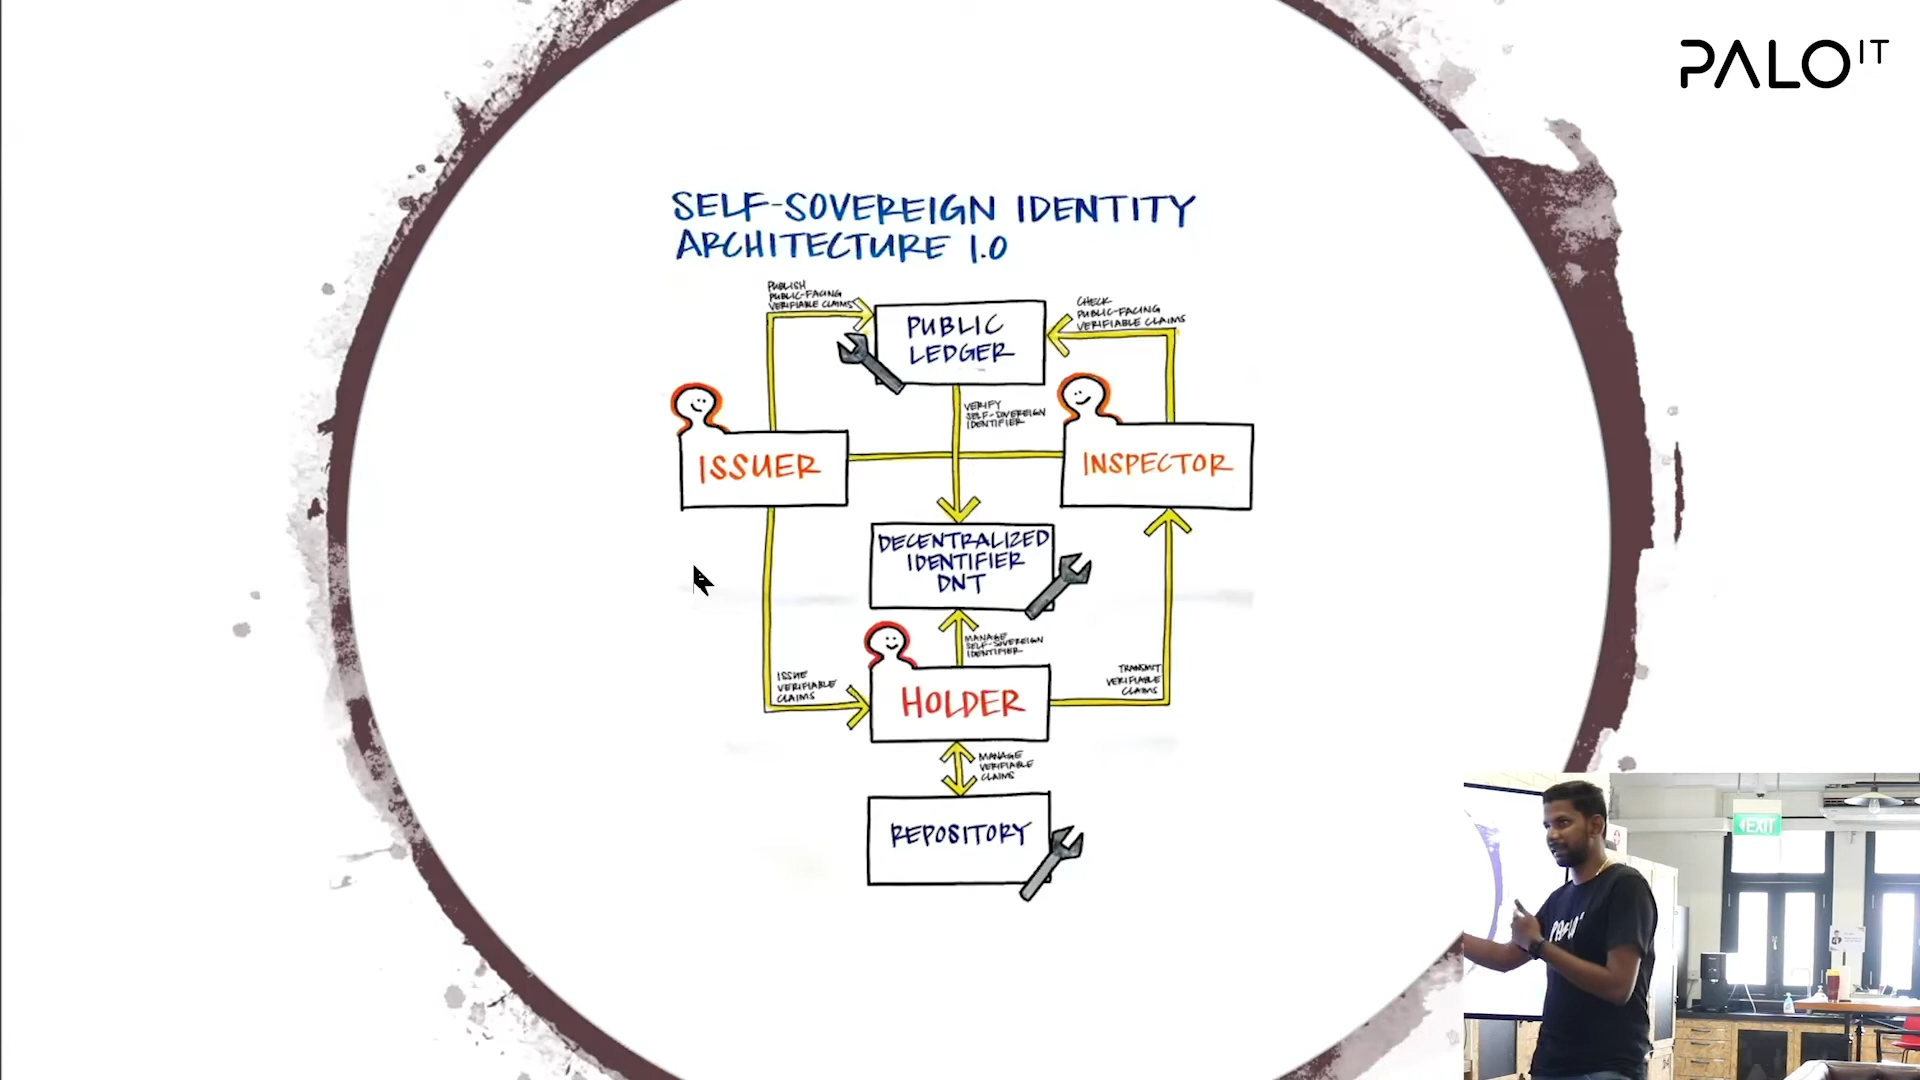 PALO IT
SELF-SOVEREIGN IDENTITY
ARCHITECTURE 1.0
PUBLISH
PUBLIC-FACING
VERIFIABLE CLAIMS
CHECK
PUBLIC-FACING
VERIFIABLE CLAIMS
PUBLIC
LEDGER
VERIFY
SELF-SOVEREIGN
IDENTIFIER
ISSUER
INSPECTOR
DECENTRALIZED
IDENTIFIER
DNT
MANAGE
SELF-SOVEREIGN
IDENTIFIER
ISSUE
VERIFIABLE
CLAIMS
TRANSMIT
VERIFIABLE
CLAIMS
HOLDER
MANAGE
VERIFIABLE
CLAIMS
REPOSITORY
EXIT